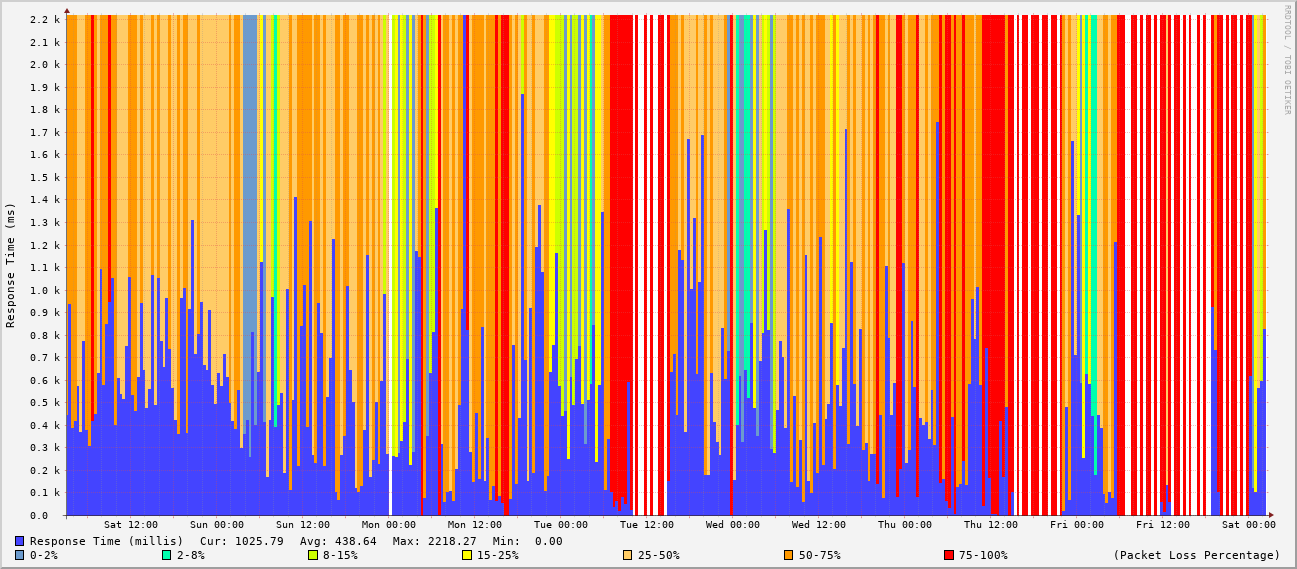 RRDTOOL / TOBI OETIKER
Response Time (ms)
2.2 k
2.1 k
2.0 k
1.9 k
1.8 k
1.7 k
1.6 k
1.5 k
1.4 k
1.3 k
1.2 k
1.1 k
1.0 k
0.9 k
0.8 k
0.7 k
0.6 k
0.5 k
0.4 k
0.3 k
0.2 k
0.1 k
0.0
Sat 12:00 Sun 00:00 Sun 12:00 Mon 00:00 Mon 12:00 Tue 00:00 Tue 12:00 Wed 00:00 Wed 12:00 Thu 00:00 Thu 12:00 Fri 00:00 Fri 12:00 Sat 00:00
Response Time (millis) Cur: 1025.79 Avg: 438.64 Max: 2218.27 Min: 0.00
0-2% 2-8% 8-15% 15-25% 25-50% 50-75% 75-100% (Packet Loss Percentage)